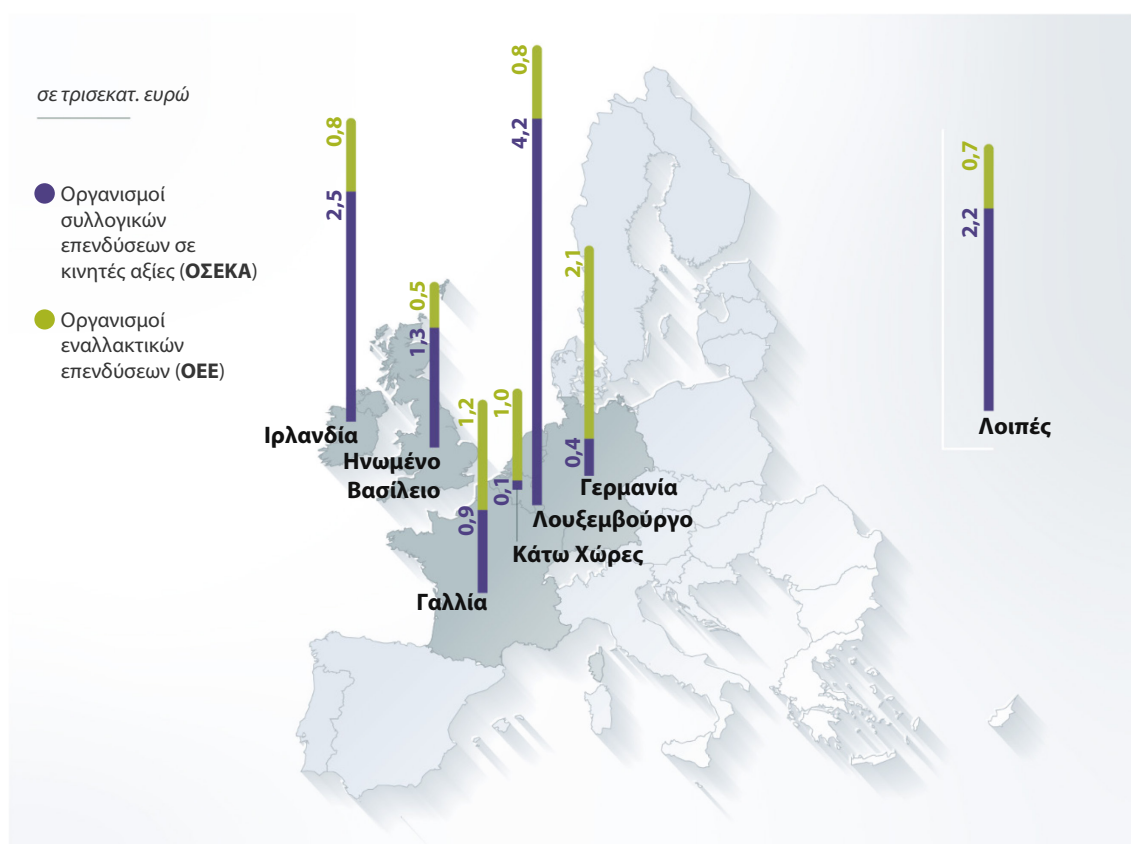 σε τρισεκατ. ευρώ
Οργανισμοί
συλλογικών
επενδύσεων σε
κινητές αξίες (ΟΣΕΚΑ)
Οργανισμοί
εναλλακτικών
επενδύσεων (ΟΕΕ)
0,8
2,5
Ιρλανδία
0,5
1,3
Ηνωμένο
Βασίλειο
1,2
0,9
Γαλλία
1,0
0,1
Κάτω Χώρες
0,8
4,2
Λουξεμβούργο
2,1
0,4
Γερμανία
0,7
2,2
Λοιπές